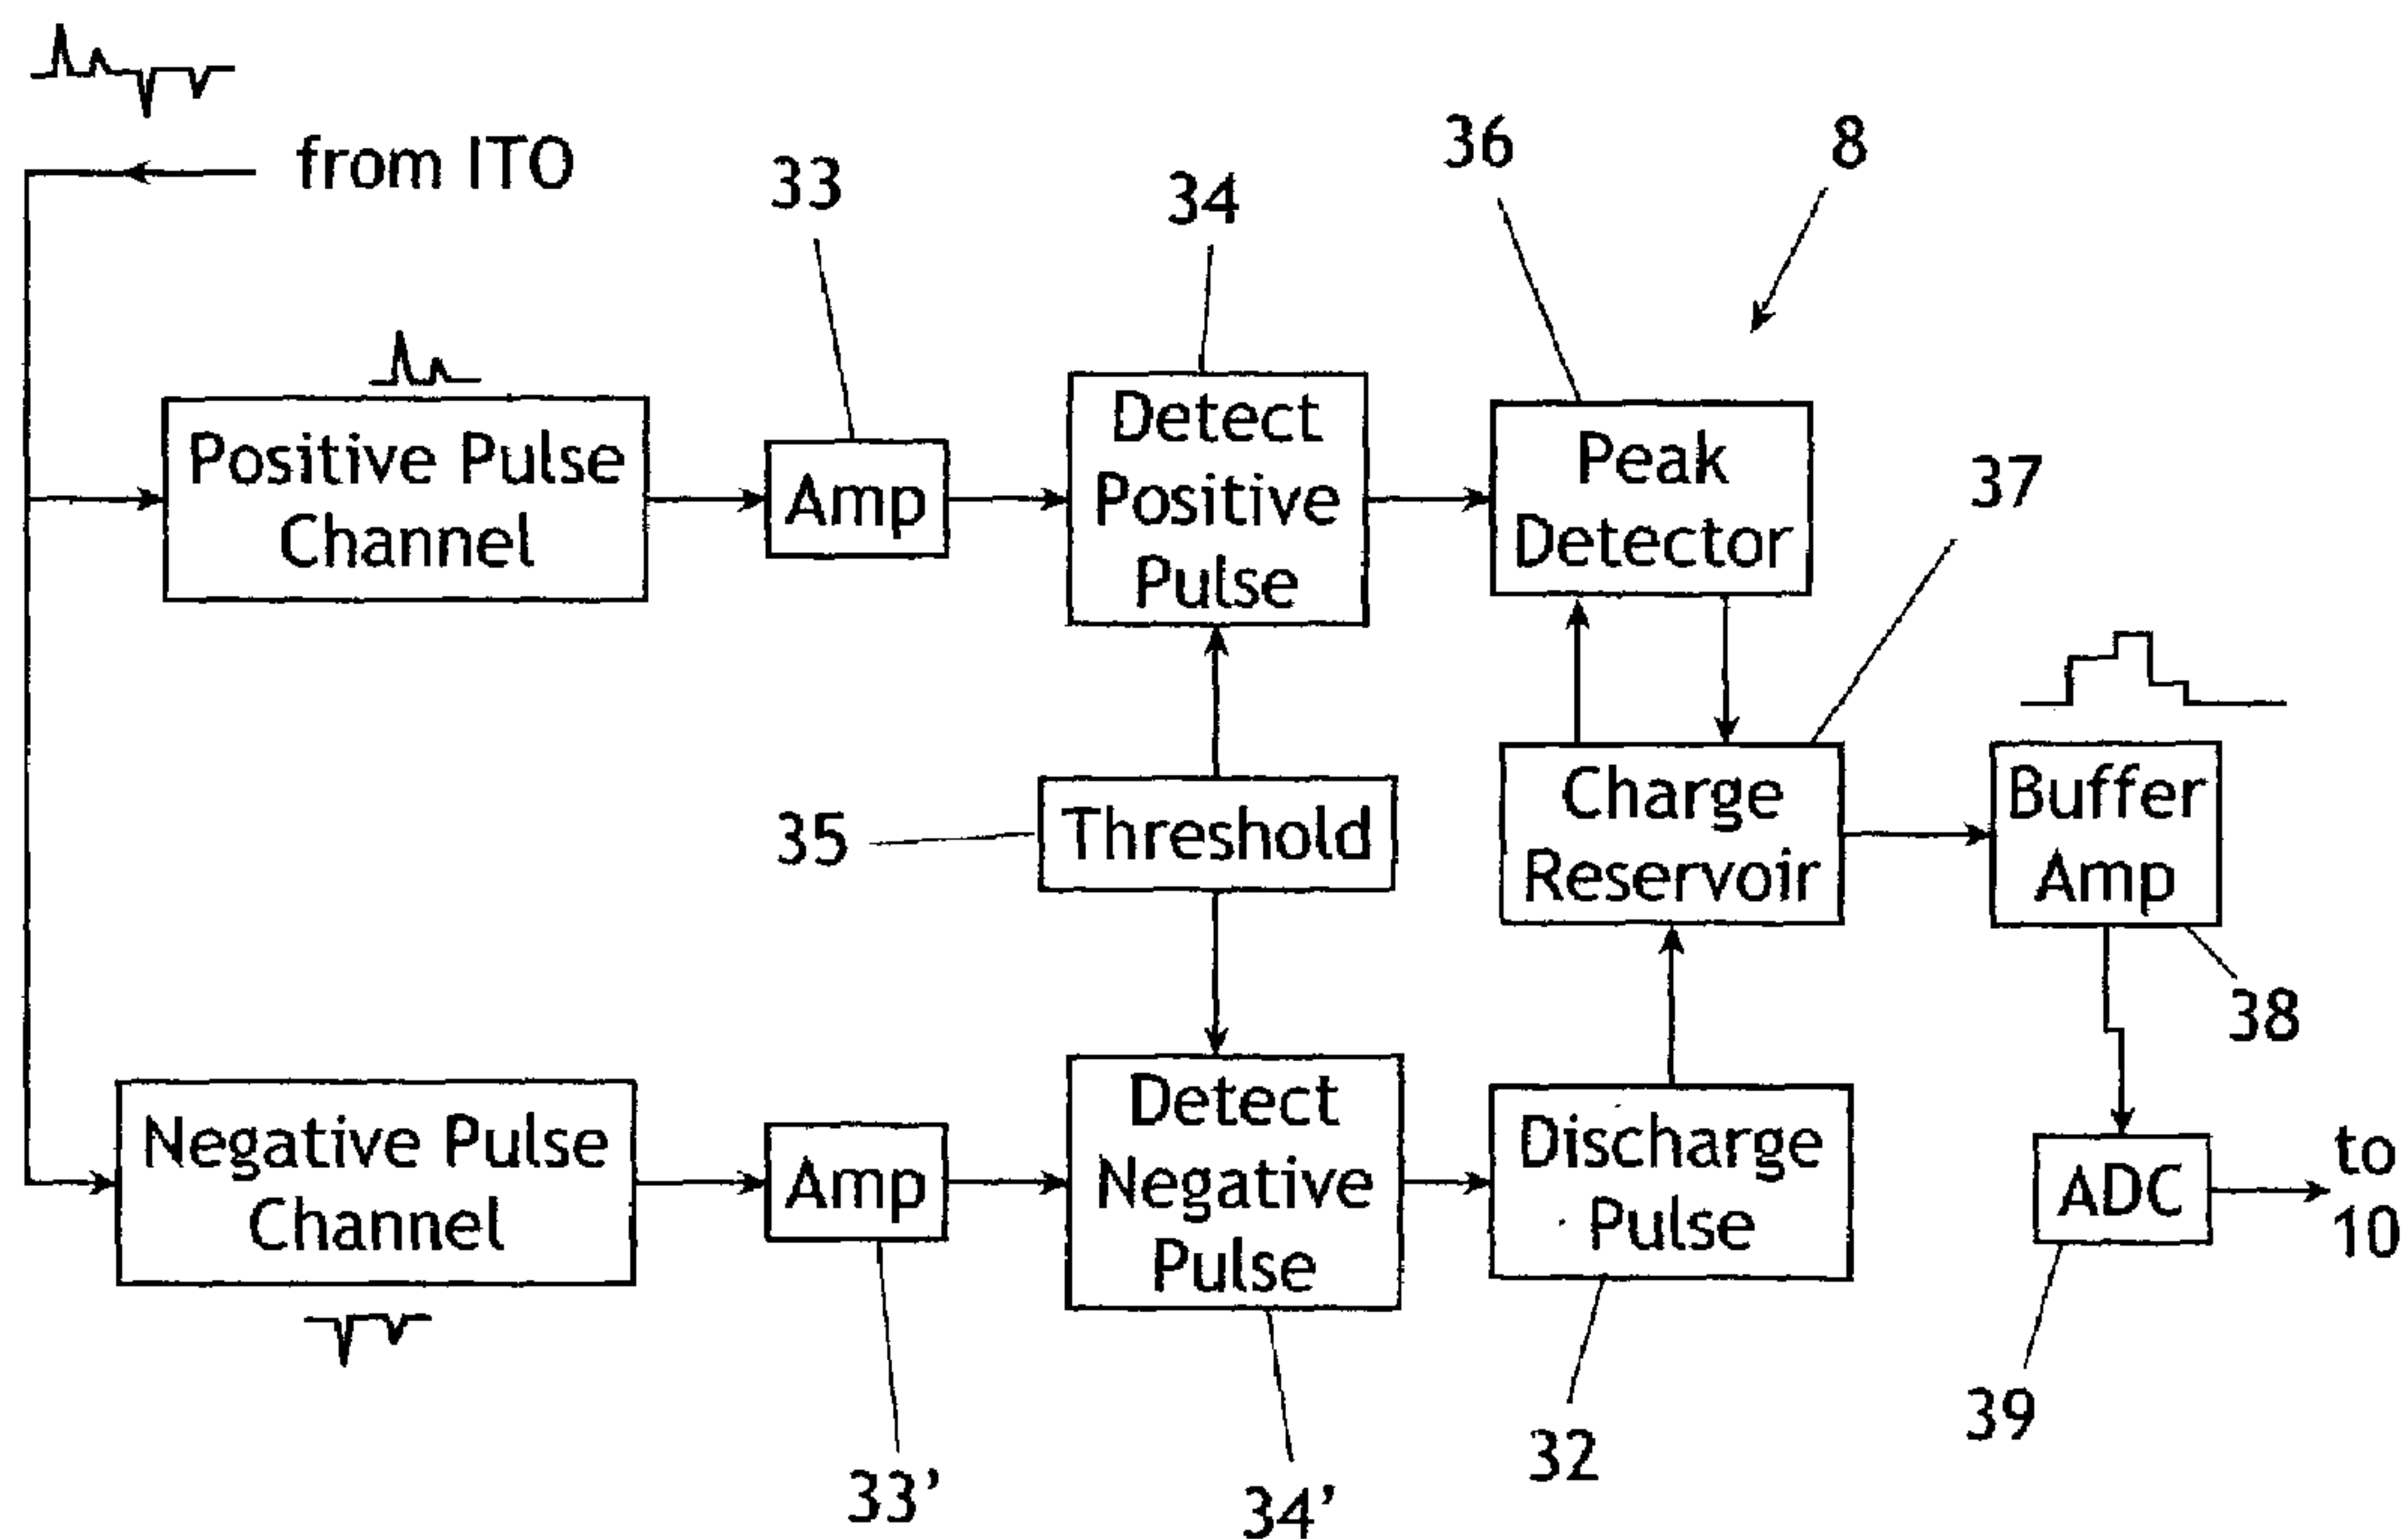 from ITO
33
34
36
8
Positive Pulse
Channel
Amp
Detect
Positive
Pulse
Peak
Detector
37
35
Threshold
Charge
Reservoir
Buffer
Amp
38
Negative Pulse
Channel
Amp
Detect
Negative
Pulse
Discharge
Pulse
ADC
to
10
33'
34'
32
39